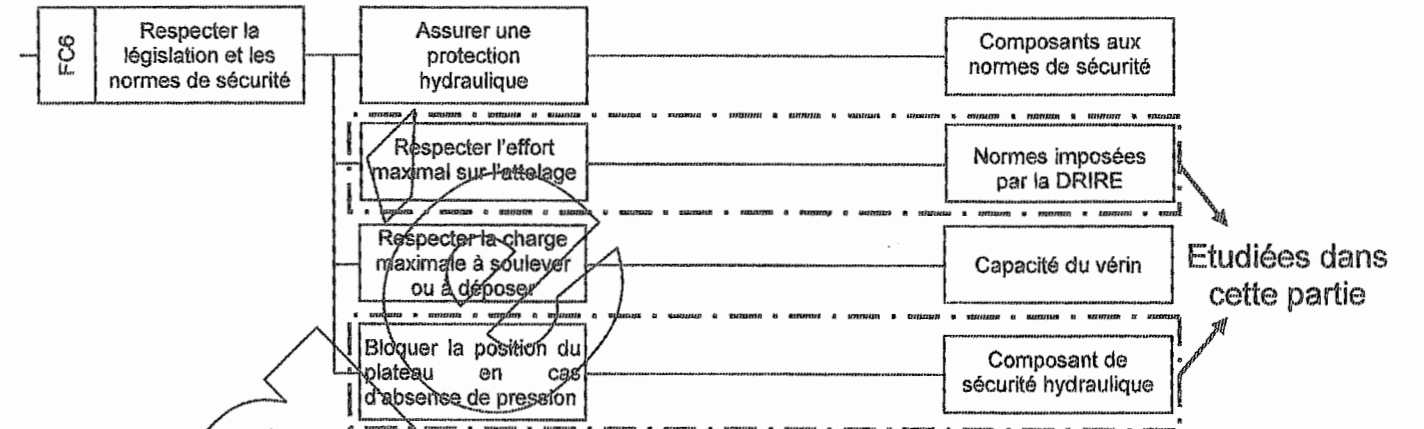 FC6
Respecter la
législation et les
normes de sécurité
Assurer une
protection
hydraulique
Composants aux
normes de sécurité
Respecter l'effort
maximal sur l'attelage
Normes imposées
par la DRIRE
Respecter la charge
maximale à soulever
ou à déposer
Capacité du vérin
Etudiées dans
cette partie
Bloquer la position du
plateau en cas
d'absence de pression
Composant de
sécurité hydraulique